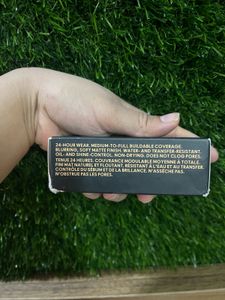 24-HOUR WEAR. MEDIUM-TO-FULL BUILDABLE COVERAGE.
BLURRING, SOFT MATTE FINISH. WATER- AND TRANSFER-RESISTANT.
OIL- AND SHINE-CONTROL. NON-DRYING. DOES NOT CLOG PORES.
TENUE 24 HEURES. COUVRANCE MODULABLE MOYENNE À TOTALE.
FINI MAT NATUREL ET FLOUTANT. RÉSISTANT À L'EAU ET AU TRANSFERT.
CONTRÔLE DU SÉBUM ET DE LA BRILLANCE. N'ASSÈCHE PAS.
N'OBSTRUE PAS LES PORES.